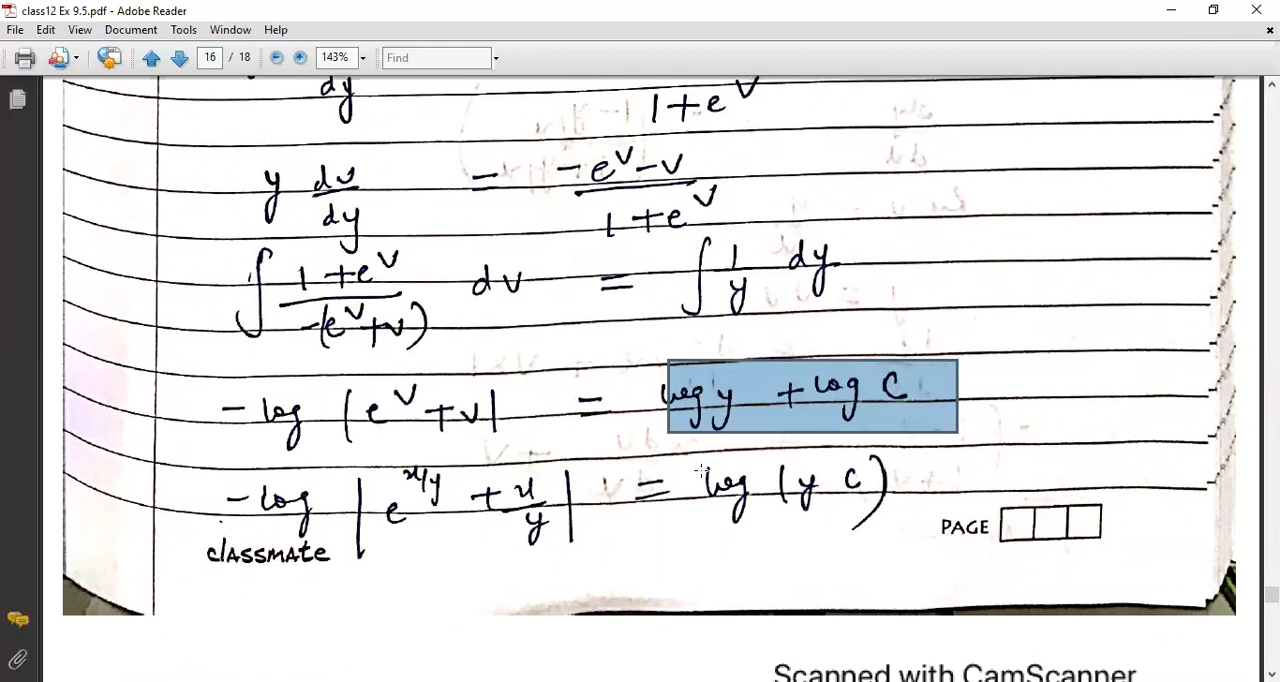 class12 Ex 9.5.pdf - Adobe Reader
File Edit View Document Tools Window Help
16 / 18 143% Find
dy
1+e^v
y dv/dy = -e^v-v / 1+e^v
∫ 1+e^v / -(e^v+v) dv = ∫ 1/y dy
-log |e^v+v| = log y + log C
-log |e^x/y + x/y| = log (y c)
classmate
PAGE
Scanned with CamScanner